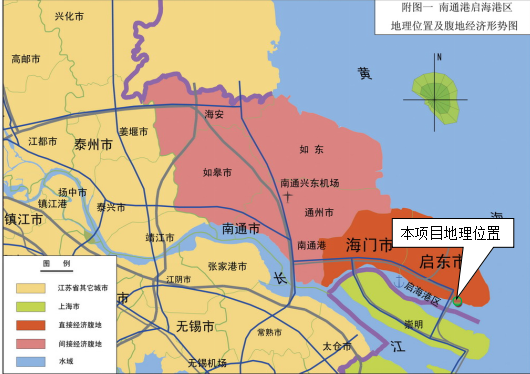 附图一 南通港启海港区
地理位置及腹地经济形势图
兴化市
高邮市
黄
N
海安
江都市
泰州市
姜堰市
如 东
如皋市
扬中市
镇江港
镇江市
泰兴市
南通兴东机场
通州市
海
南通市
靖江市
南通港
海门市
启东市
本项目地理位置
张家港市
江阴市
长
启海港区
崇明
江
无锡市
常熟市
太仓市
无锡机场
市
图 例
江苏省其它城市
上海市
直接经济腹地
间接经济腹地
水域